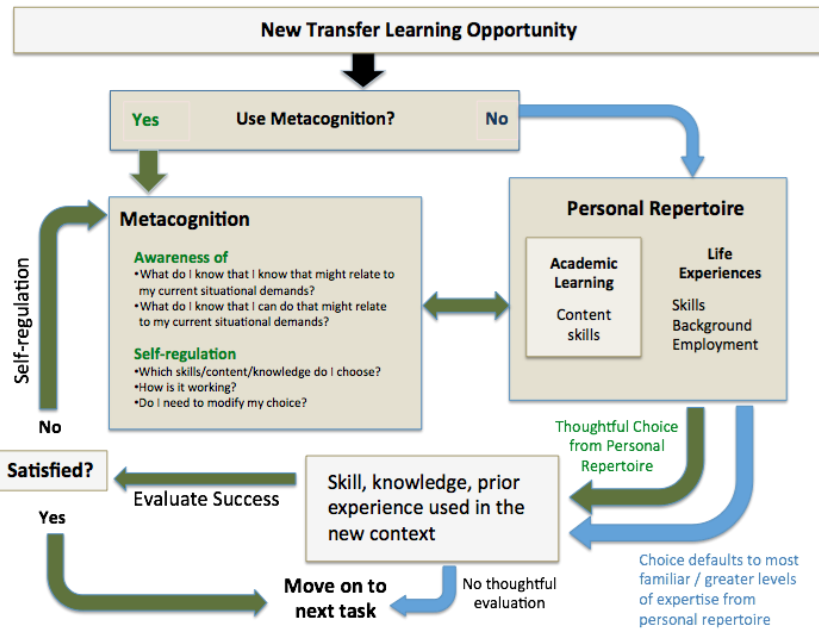 New Transfer Learning Opportunity
Yes
Use Metacognition?
No
Metacognition
Awareness of
•What do I know that I know that might relate to
my current situational demands?
•What do I know that I can do that might relate
to my current situational demands?
Self-regulation
•Which skills/content/knowledge do I choose?
•How is it working?
•Do I need to modify my choice?
Personal Repertoire
Academic
Learning
Content
skills
Life
Experiences
Skills
Background
Employment
Self-regulation
No
Satisfied?
Yes
Evaluate Success
Skill, knowledge, prior
experience used in the
new context
Thoughtful Choice
from Personal
Repertoire
Choice defaults to most
familiar / greater levels
of expertise from
personal repertoire
No thoughtful
evaluation
Move on to
next task